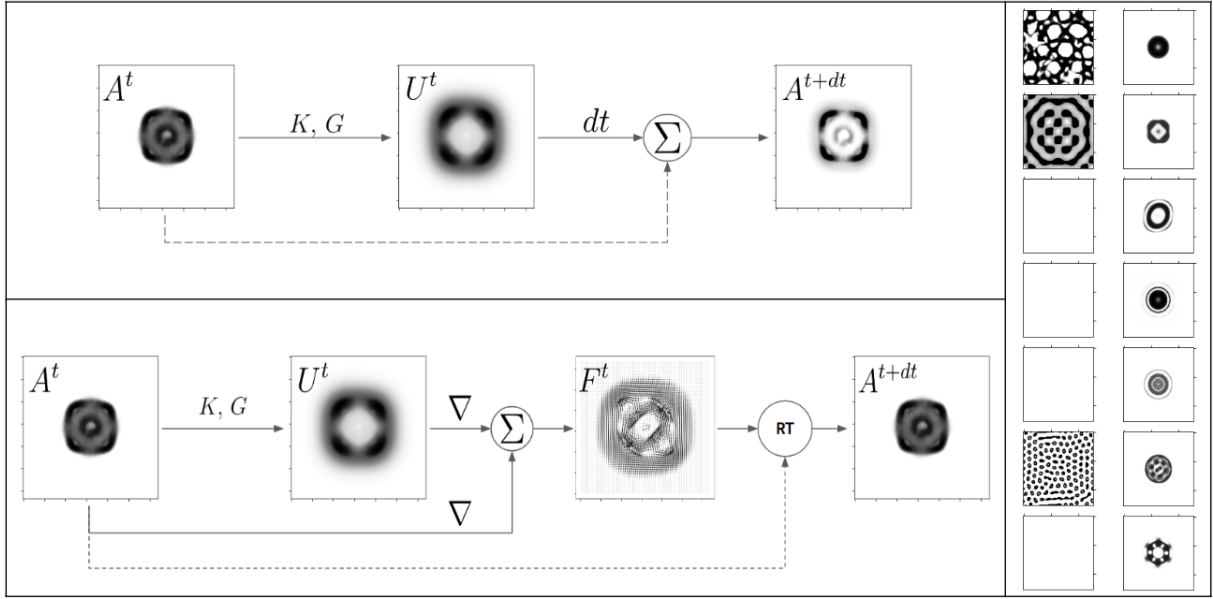 A^t
K, G
U^t
dt
∑
A^{t+dt}
A^t
K, G
U^t
∇
∇
∑
F^t
RT
A^{t+dt}